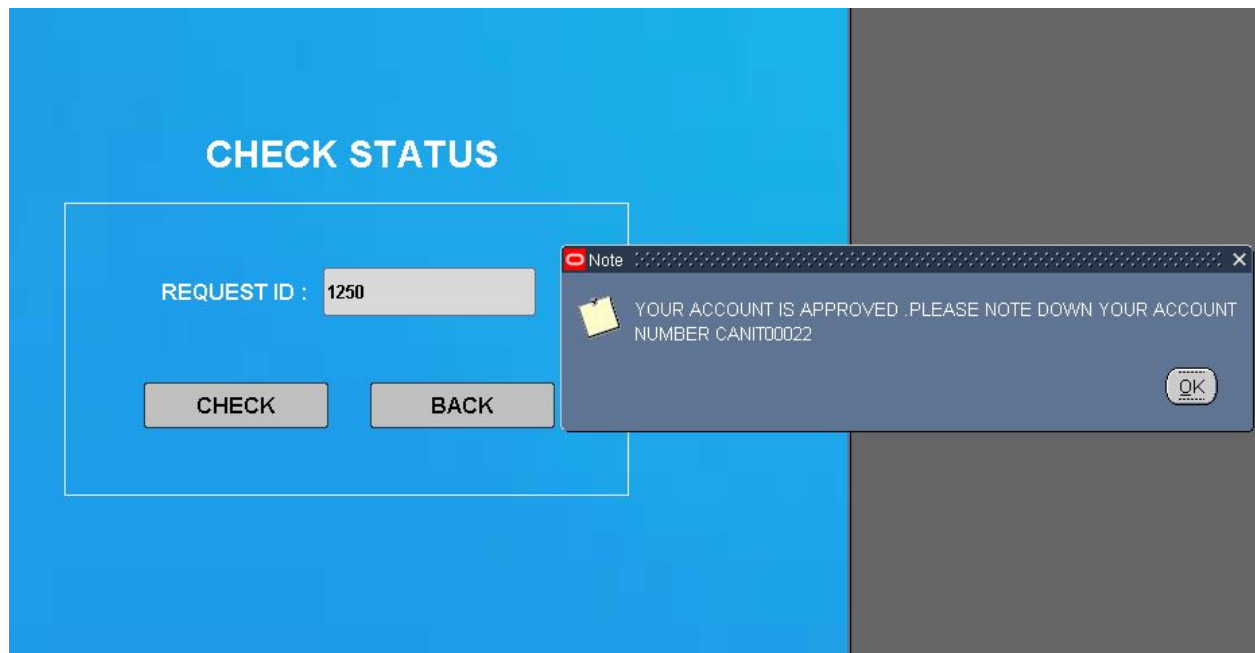 CHECK STATUS
REQUEST ID : 1250
CHECK
BACK
Note
YOUR ACCOUNT IS APPROVED .PLEASE NOTE DOWN YOUR ACCOUNT
NUMBER CANIT00022
OK